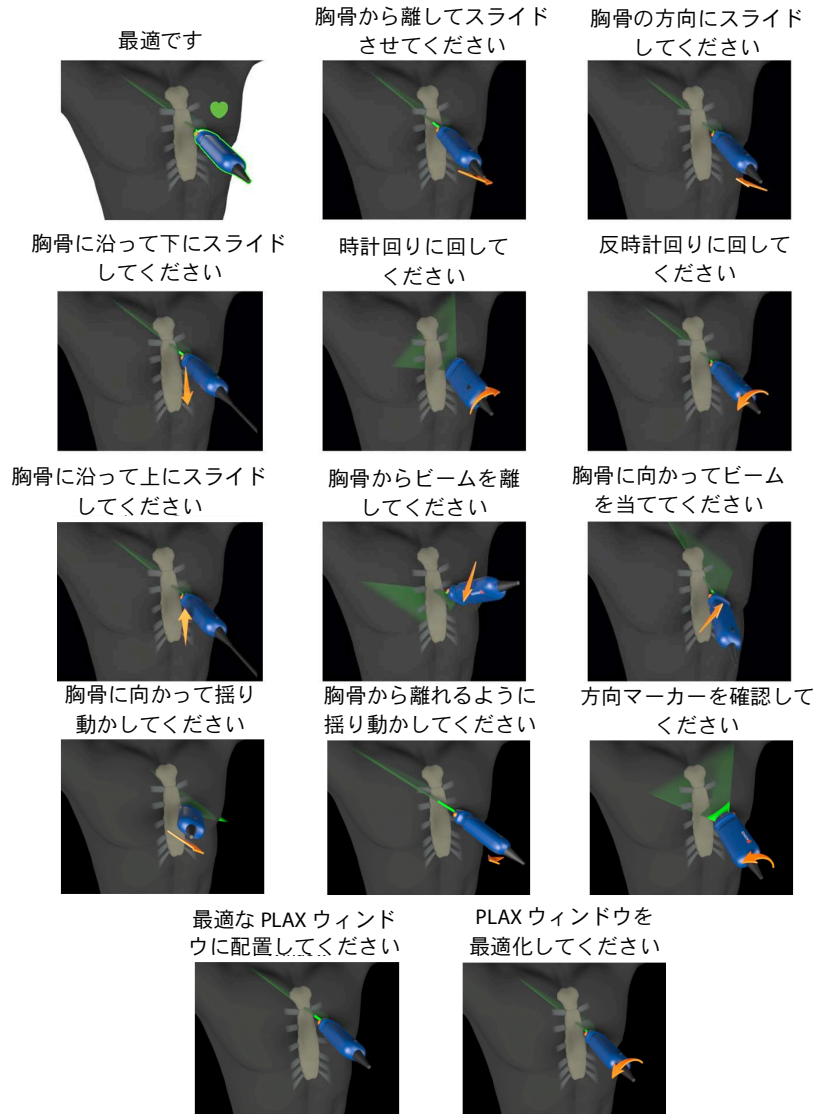 最適です
胸骨から離してスライド
させてください
胸骨の方向にスライド
してください
胸骨に沿って下にスライド
してください
時計回りに回して
ください
反時計回りに回して
ください
胸骨に沿って上にスライド
してください
胸骨からビームを離
してください
胸骨に向かってビーム
を当ててください
胸骨に向かって揺り
動かしてください
胸骨から離れるように
揺り動かしてください
方向マーカーを確認して
ください
最適な PLAX ウィンド
ウに配置してください
PLAX ウィンドウを
最適化してください